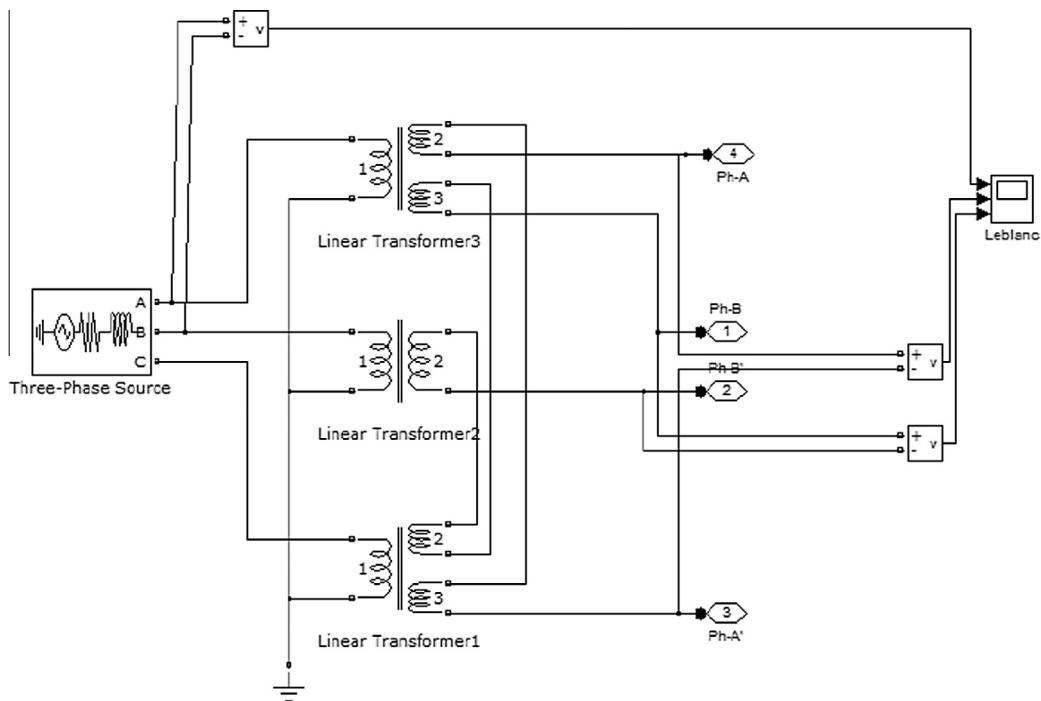 +
-
v
1
2
3
Linear Transformer3
4
Ph-A
Leblanc
A
B
C
Three-Phase Source
1
2
Linear Transformer2
Ph-B
1
Ph-B'
2
+
-
v
+
-
v
1
2
3
Linear Transformer1
3
Ph-A'